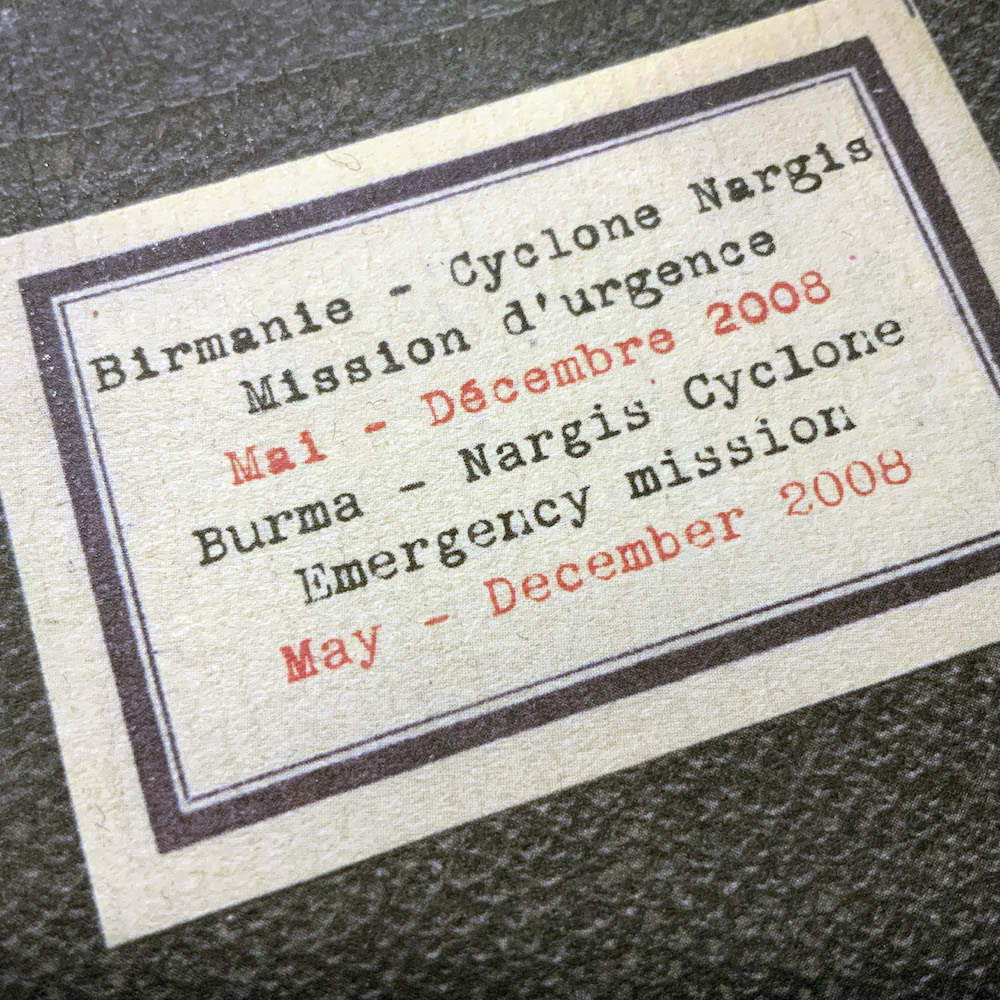 Birmanie - Cyclone Nargis
Mission d'urgence
Mai - Décembre 2008
Burma - Nargis Cyclone
Emergency mission
May - December 2008